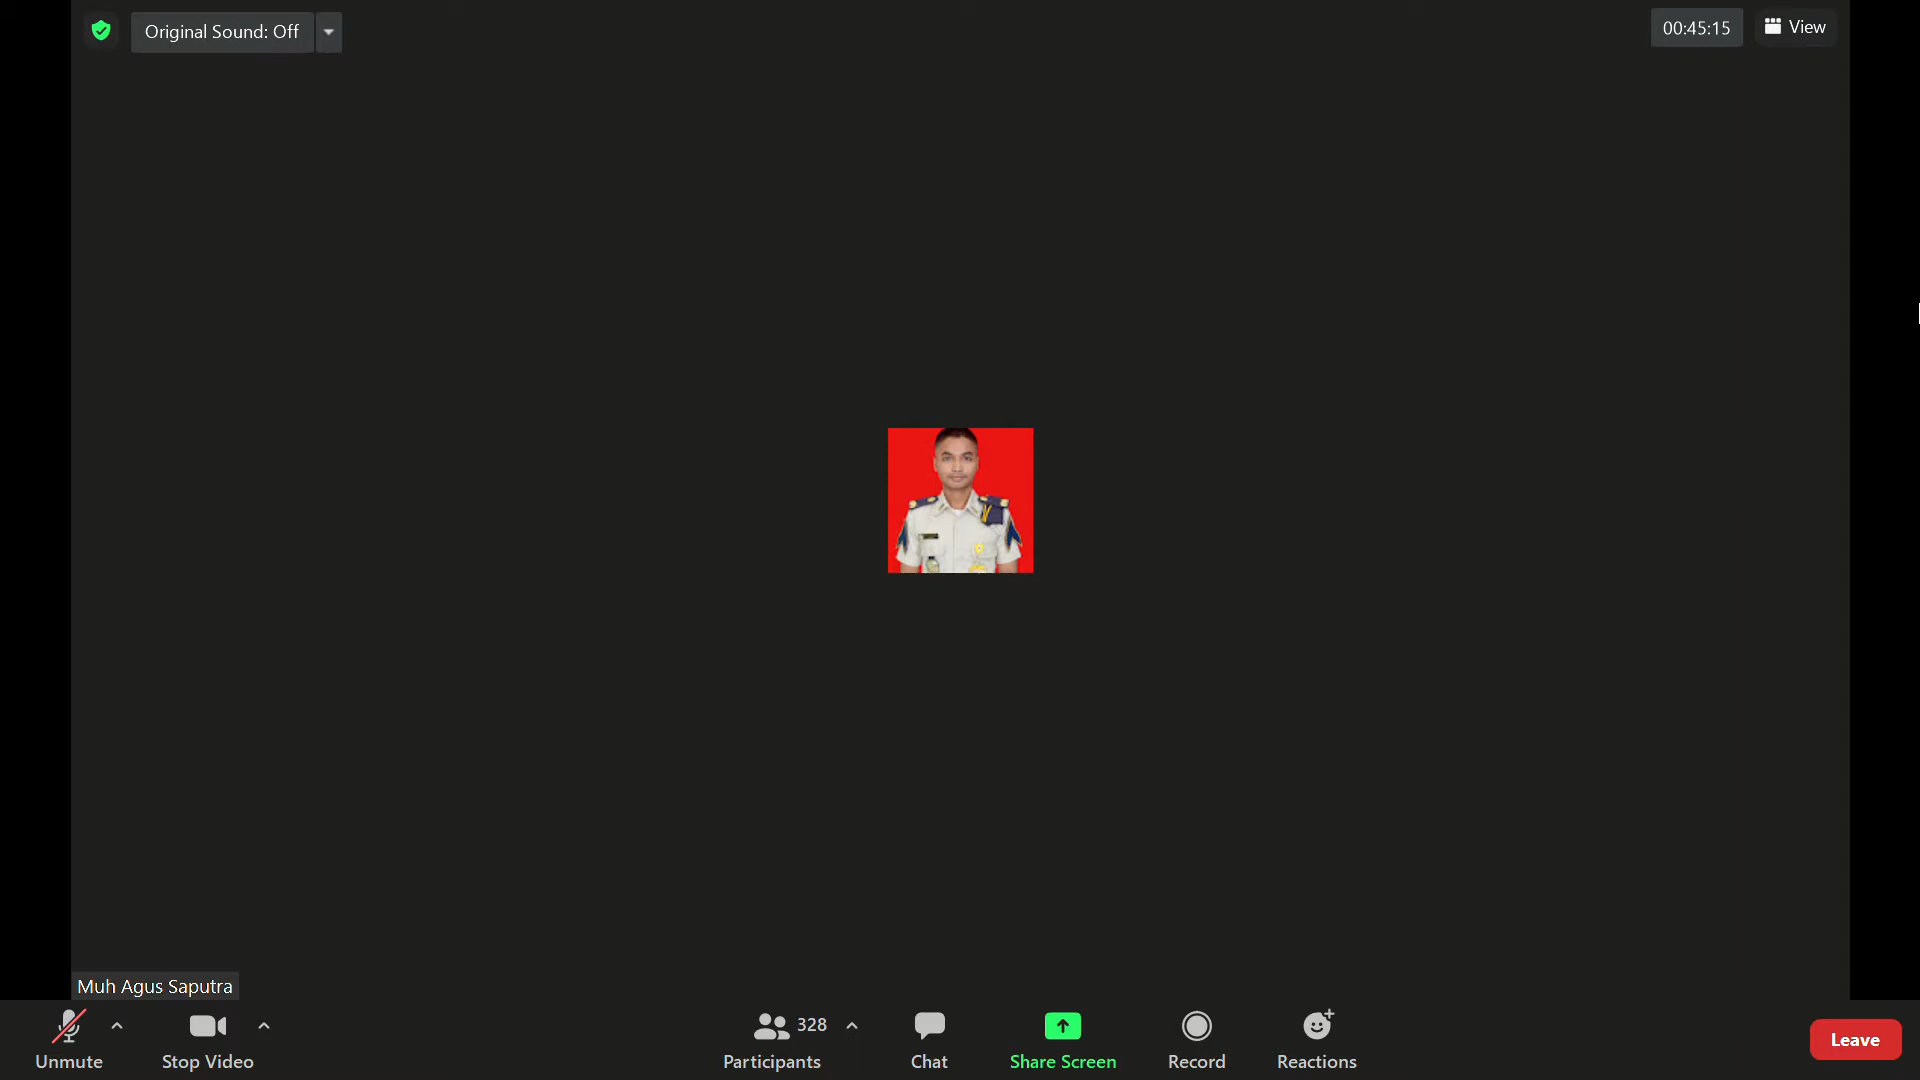 Original Sound: Off
00:45:15
View
Muh Agus Saputra
Unmute
Stop Video
328
Participants
Chat
Share Screen
Record
Reactions
Leave